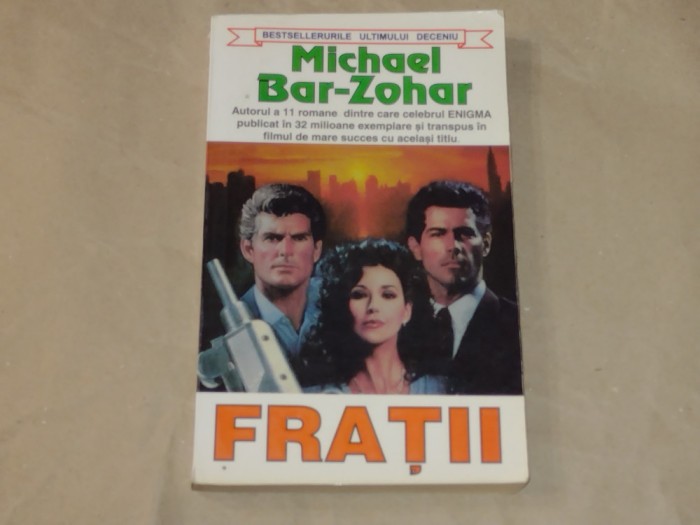 BESTSELLERURILE ULTIMULUI DECENIU
Michael
Bar-Zohar
Autorul a 11 romane dintre care celebrul ENIGMA
publicat în 32 milioane exemplare și transpus în
filmul de mare succes cu același titlu.
FRAȚII